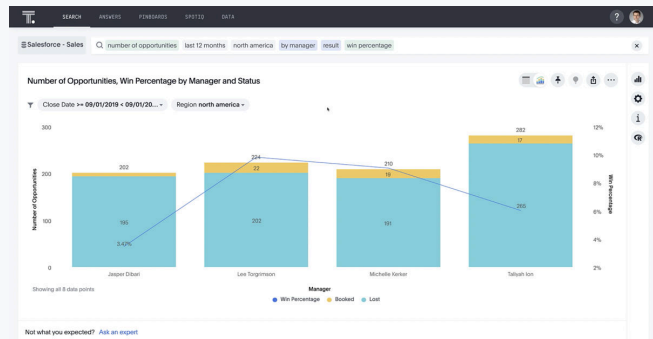 T.
SEARCH ANSWERS PINBOARDS SPOTIQ DATA ?
Salesforce - Sales number of opportunities last 12 months north america by manager result win percentage
Number of Opportunities, Win Percentage by Manager and Status
Close Date >= 09/01/2019 < 09/01/20... Region north america
300 12%
282
17
10%
224
210
202
22
18
200
8%
265
6%
195
202
191
100
3.47%
4%
0 2%
Number of Opportunities
Win Percentage
Jasper Dibari Lee Torgrimson Michelle Kerker Taliyah Ion
Showing all 8 data points
Manager
Win Percentage Booked Lost
Not what you expected? Ask an expert